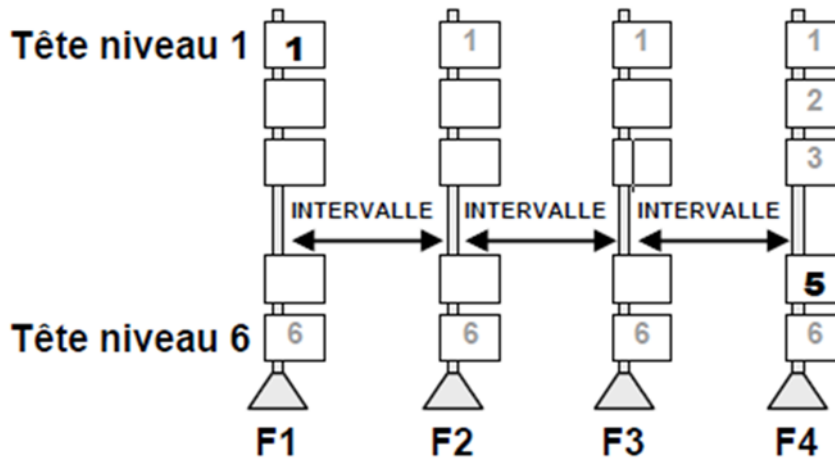 Tête niveau 1 1 1 1 1
2
3
INTERVALLE INTERVALLE INTERVALLE
5
Tête niveau 6 6 6 6 6
F1 F2 F3 F4